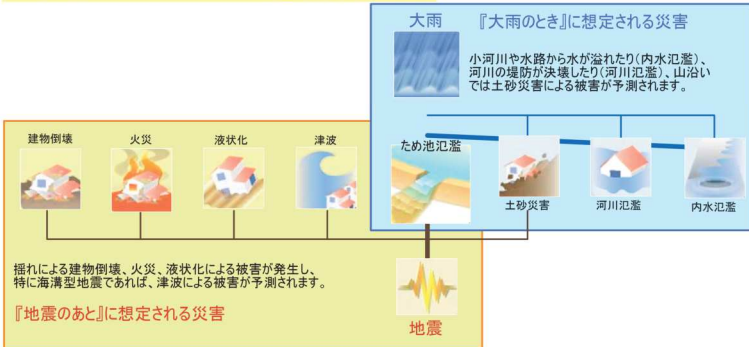 大雨
『大雨のとき』に想定される災害
小河川や水路から水が溢れたり(内水氾濫)、
河川の堤防が決壊したり(河川氾濫)、山沿い
では土砂災害による被害が予測されます。
建物倒壊
火災
液状化
津波
ため池氾濫
土砂災害
河川氾濫
内水氾濫
揺れによる建物倒壊、火災、液状化による被害が発生し、
特に海溝型地震であれば、津波による被害が予測されます。
『地震のあと』に想定される災害
地震